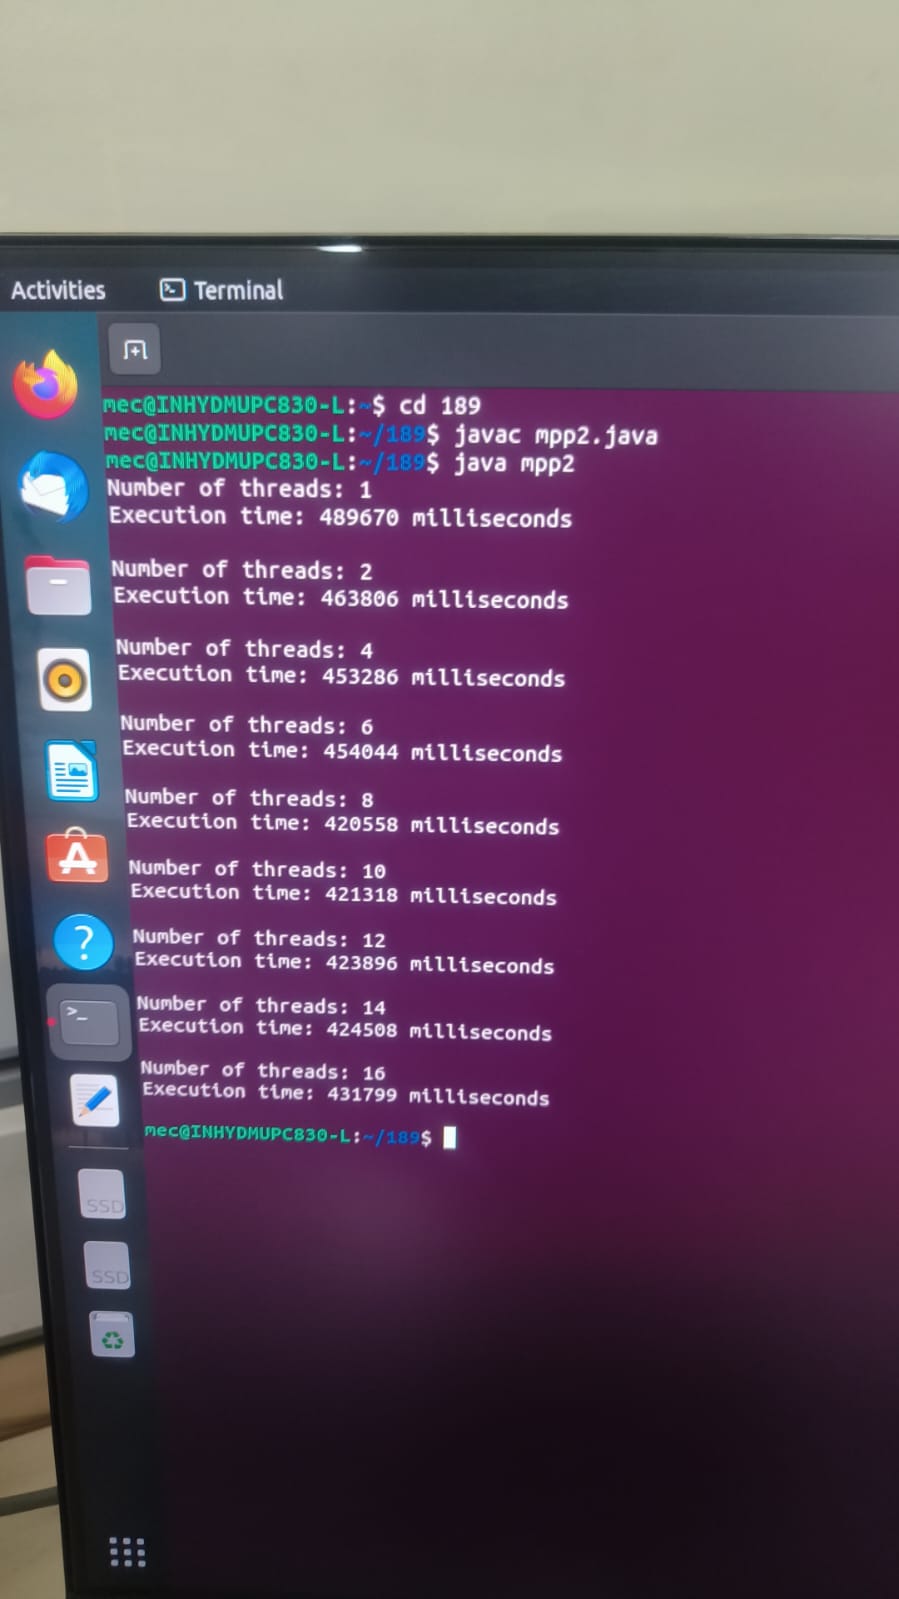 Activities
Terminal
mec@INHYDMUPC830-L:~$ cd 189
mec@INHYDMUPC830-L:~/189$ javac mpp2.java
mec@INHYDMUPC830-L:~/189$ java mpp2
Number of threads: 1
Execution time: 489670 milliseconds
Number of threads: 2
Execution time: 463806 milliseconds
Number of threads: 4
Execution time: 453286 milliseconds
Number of threads: 6
Execution time: 454044 milliseconds
Number of threads: 8
Execution time: 420558 milliseconds
Number of threads: 10
Execution time: 421318 milliseconds
Number of threads: 12
Execution time: 423896 milliseconds
Number of threads: 14
Execution time: 424508 milliseconds
Number of threads: 16
Execution time: 431799 milliseconds
mec@INHYDMUPC830-L:~/189$
SSD
SSD